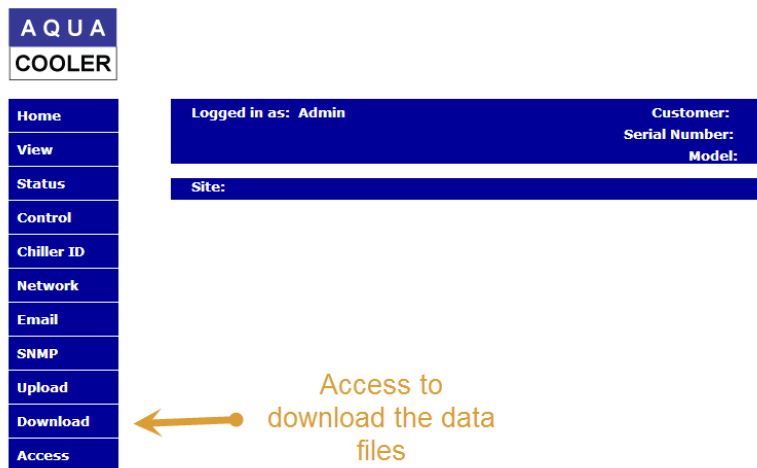 AQUA
COOLER
Home
View
Status
Control
Chiller ID
Network
Email
SNMP
Upload
Download
Access
Logged in as: Admin
Customer:
Serial Number:
Model:
Site:
Access to
download the data
files